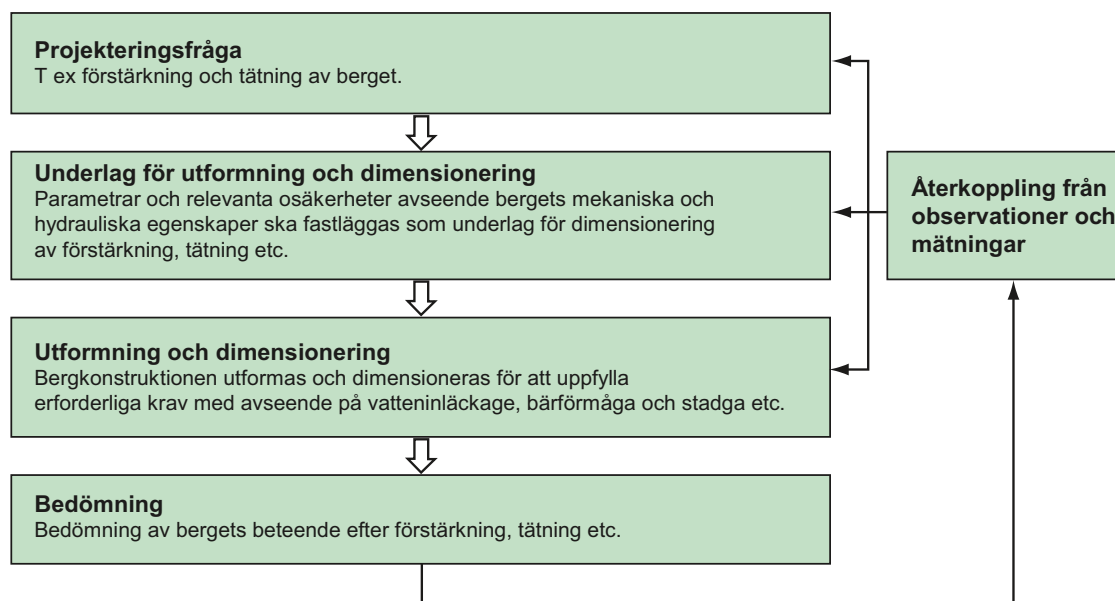 Projekteringsfråga
T ex förstärkning och tätning av berget.
Underlag för utformning och dimensionering
Parametrar och relevanta osäkerheter avseende bergets mekaniska och
hydrauliska egenskaper ska fastläggas som underlag för dimensionering
av förstärkning, tätning etc.
Återkoppling från
observationer och
mätningar
Utformning och dimensionering
Bergkonstruktionen utformas och dimensioneras för att uppfylla
erforderliga krav med avseende på vatteninläckage, bärförmåga och stadga etc.
Bedömning
Bedömning av bergets beteende efter förstärkning, tätning etc.